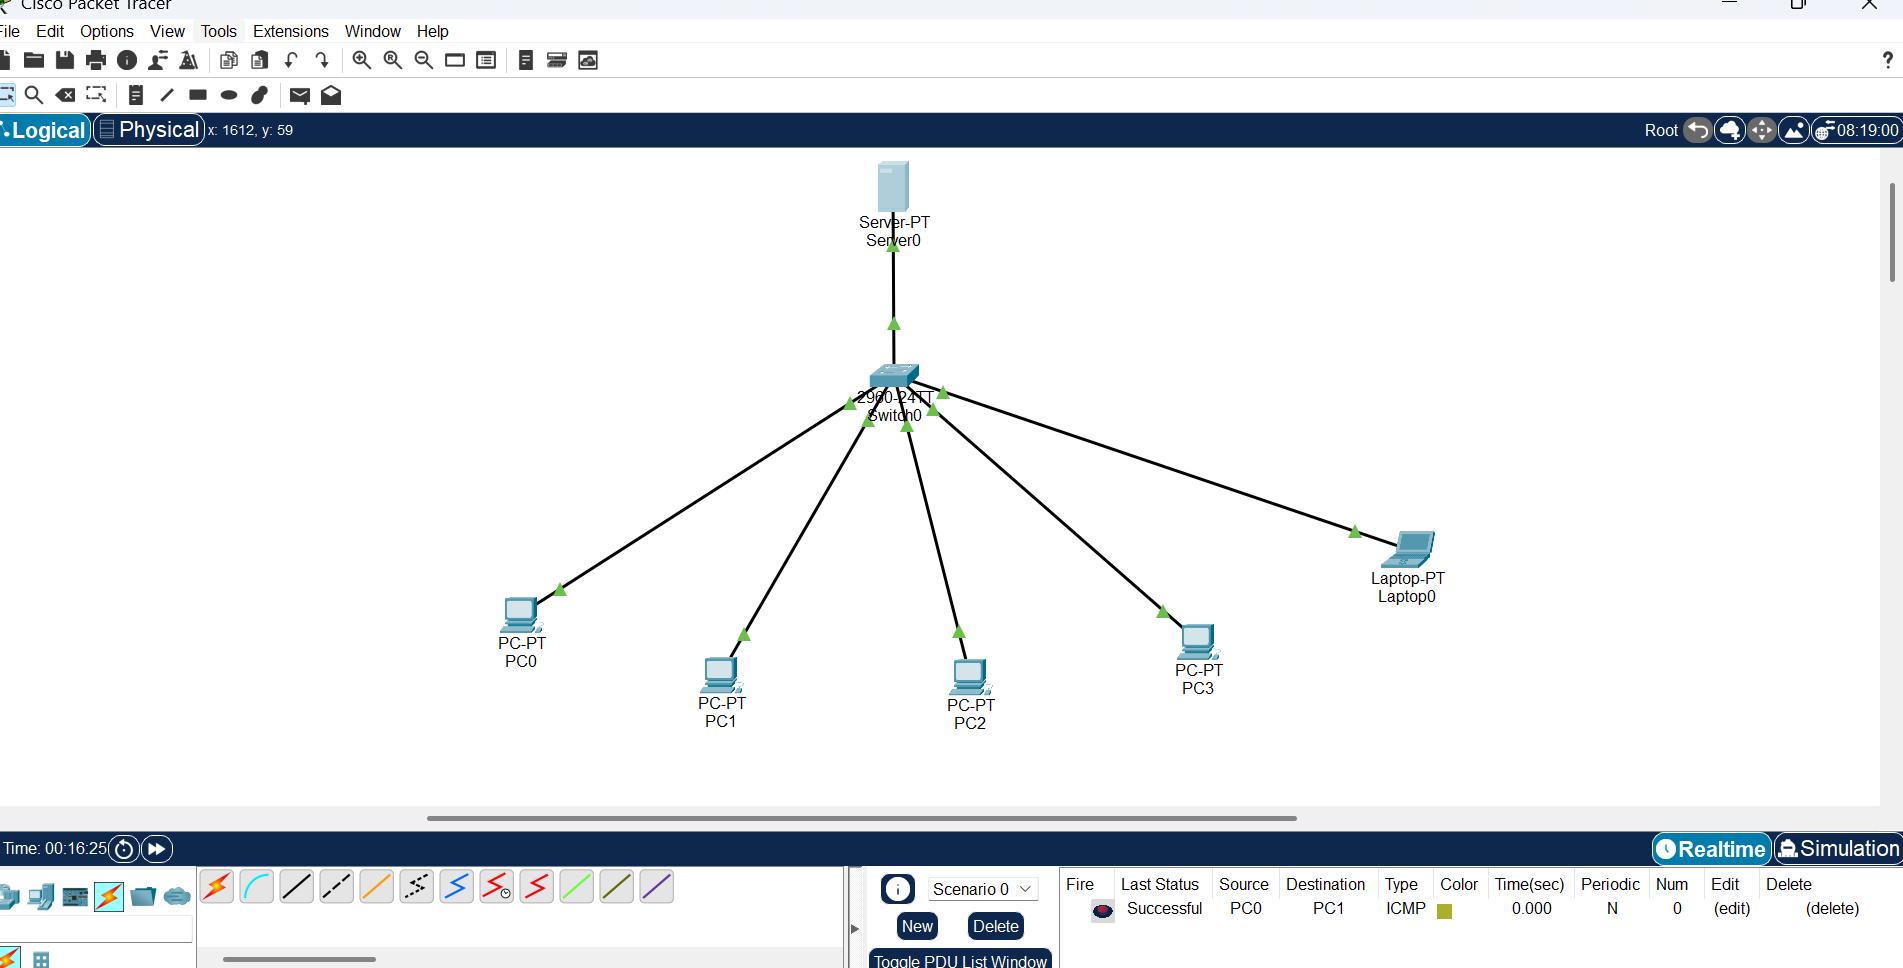 Cisco Packet Tracer
File Edit Options View Tools Extensions Window Help
?
Logical Physical x: 1612, y: 59 Root 08:19:00
Server-PT
Server0
2960-24TT
Switch0
Laptop-PT
Laptop0
PC-PT
PC0
PC-PT
PC1
PC-PT
PC2
PC-PT
PC3
Time: 00:16:25 Realtime Simulation
Scenario 0
New Delete
Toggle PDU List Window
Fire Last Status Source Destination Type Color Time(sec) Periodic Num Edit Delete
Successful PC0 PC1 ICMP 0.000 N 0 (edit) (delete)